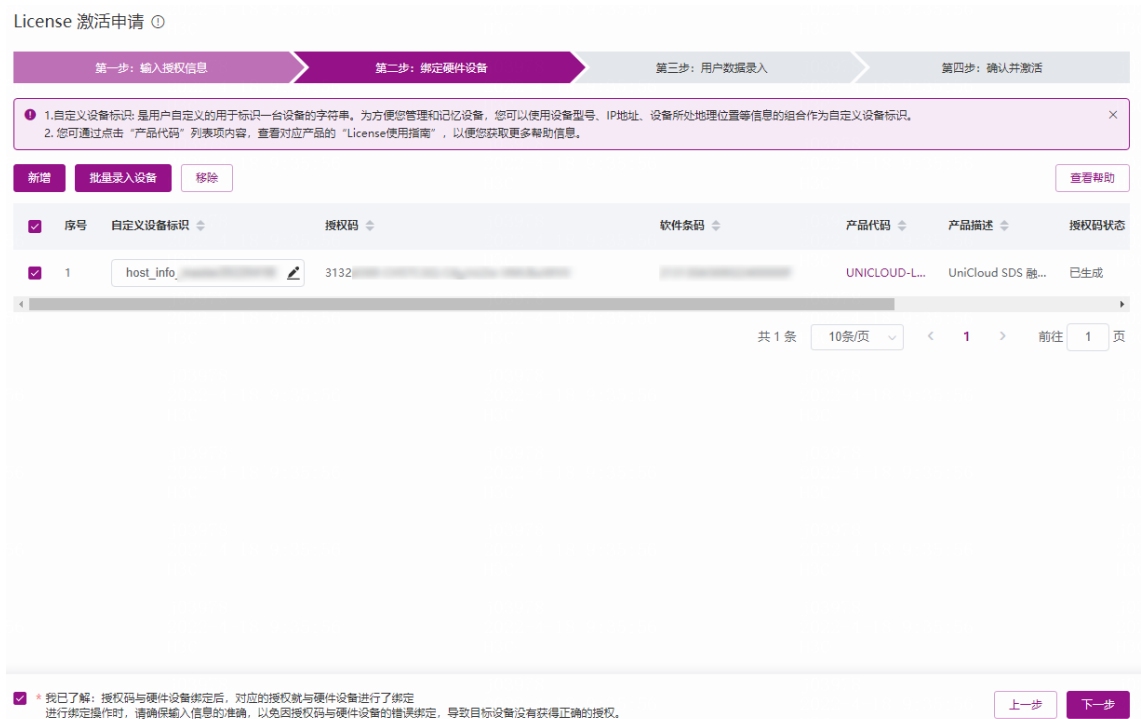 License 激活申请
第一步：输入授权信息 第二步：绑定硬件设备 第三步：用户数据录入 第四步：确认并激活
1.自定义设备标识: 是用户自定义的用于标识一台设备的字符串。为方便您管理和记忆设备，您可以使用设备型号、IP地址、设备所处地理位置等信息的组合作为自定义设备标识。
2. 您可通过点击“产品代码”列表项内容，查看对应产品的“License使用指南”，以便您获取更多帮助信息。
新增 批量录入设备 移除 查看帮助
序号 自定义设备标识 授权码 软件条码 产品代码 产品描述 授权码状态
1 host_info_ 3132 UNICLOUD-L... UniCloud SDS 融... 已生成
共 1 条 10条/页 1 前往 1 页
* 我已了解：授权码与硬件设备绑定后，对应的授权就与硬件设备进行了绑定
进行绑定操作时，请确保输入信息的准确，以免因授权码与硬件设备的错误绑定，导致目标设备没有获得正确的授权。
上一步 下一步